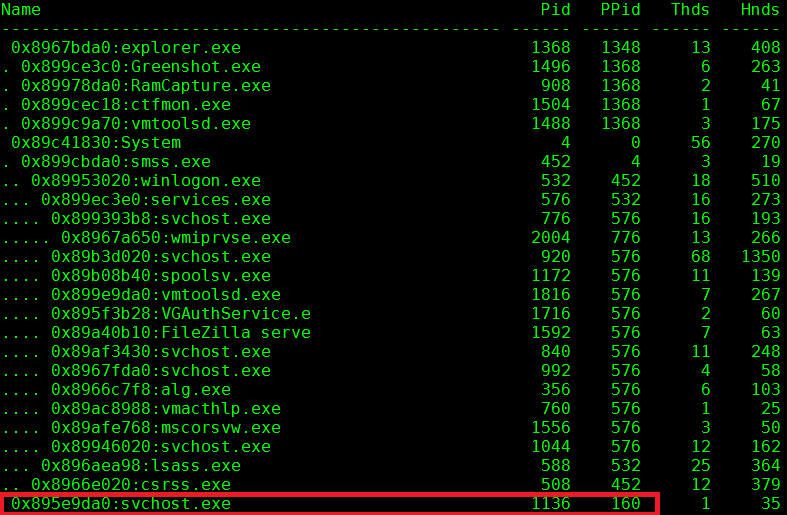 Name Pid PPid Thds Hnds
-------------------------------------------------- ------ ------ ------ ------
0x8967bda0:explorer.exe 1368 1348 13 408
. 0x899ce3c0:Greenshot.exe 1496 1368 6 263
. 0x89978da0:RamCapture.exe 908 1368 2 41
. 0x899cec18:ctfmon.exe 1504 1368 1 67
. 0x899c9a70:vmtoolsd.exe 1488 1368 3 175
0x89c41830:System 4 0 56 270
. 0x899cbda0:smss.exe 452 4 3 19
.. 0x89953020:winlogon.exe 532 452 18 510
... 0x899ec3e0:services.exe 576 532 16 273
.... 0x899393b8:svchost.exe 776 576 16 193
..... 0x8967a650:wmiprvse.exe 2004 776 13 266
.... 0x89b3d020:svchost.exe 920 576 68 1350
.... 0x89b08b40:spoolsv.exe 1172 576 11 139
.... 0x899e9da0:vmtoolsd.exe 1816 576 7 267
.... 0x895f3b28:VGAuthService.e 1716 576 2 60
.... 0x89a40b10:FileZilla serve 1592 576 7 63
.... 0x89af3430:svchost.exe 840 576 11 248
.... 0x8967fda0:svchost.exe 992 576 4 58
.... 0x8966c7f8:alg.exe 356 576 6 103
.... 0x89ac8988:vmacthlp.exe 760 576 1 25
.... 0x89afe768:mscorsvw.exe 1556 576 3 50
.... 0x89946020:svchost.exe 1044 576 12 162
... 0x896aea98:lsass.exe 588 532 25 364
.. 0x8966e020:csrss.exe 508 452 12 379
0x895e9da0:svchost.exe 1136 160 1 35